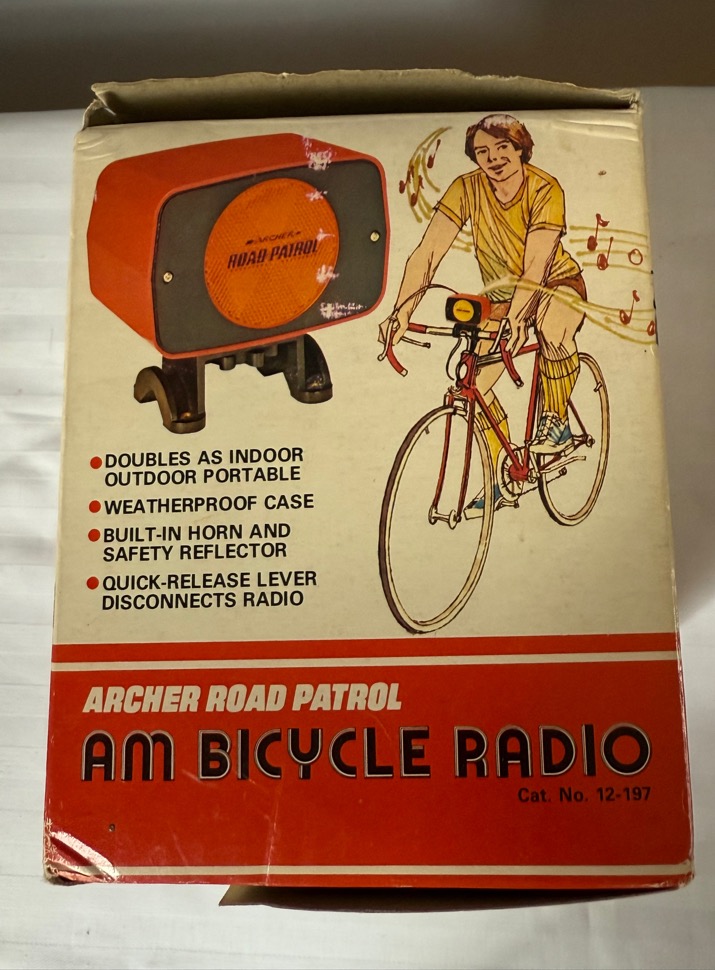 ARCHER
ROAD PATROL
●DOUBLES AS INDOOR
OUTDOOR PORTABLE
●WEATHERPROOF CASE
●BUILT-IN HORN AND
SAFETY REFLECTOR
●QUICK-RELEASE LEVER
DISCONNECTS RADIO
ARCHER ROAD PATROL
AM BICYCLE RADIO
Cat. No. 12-197